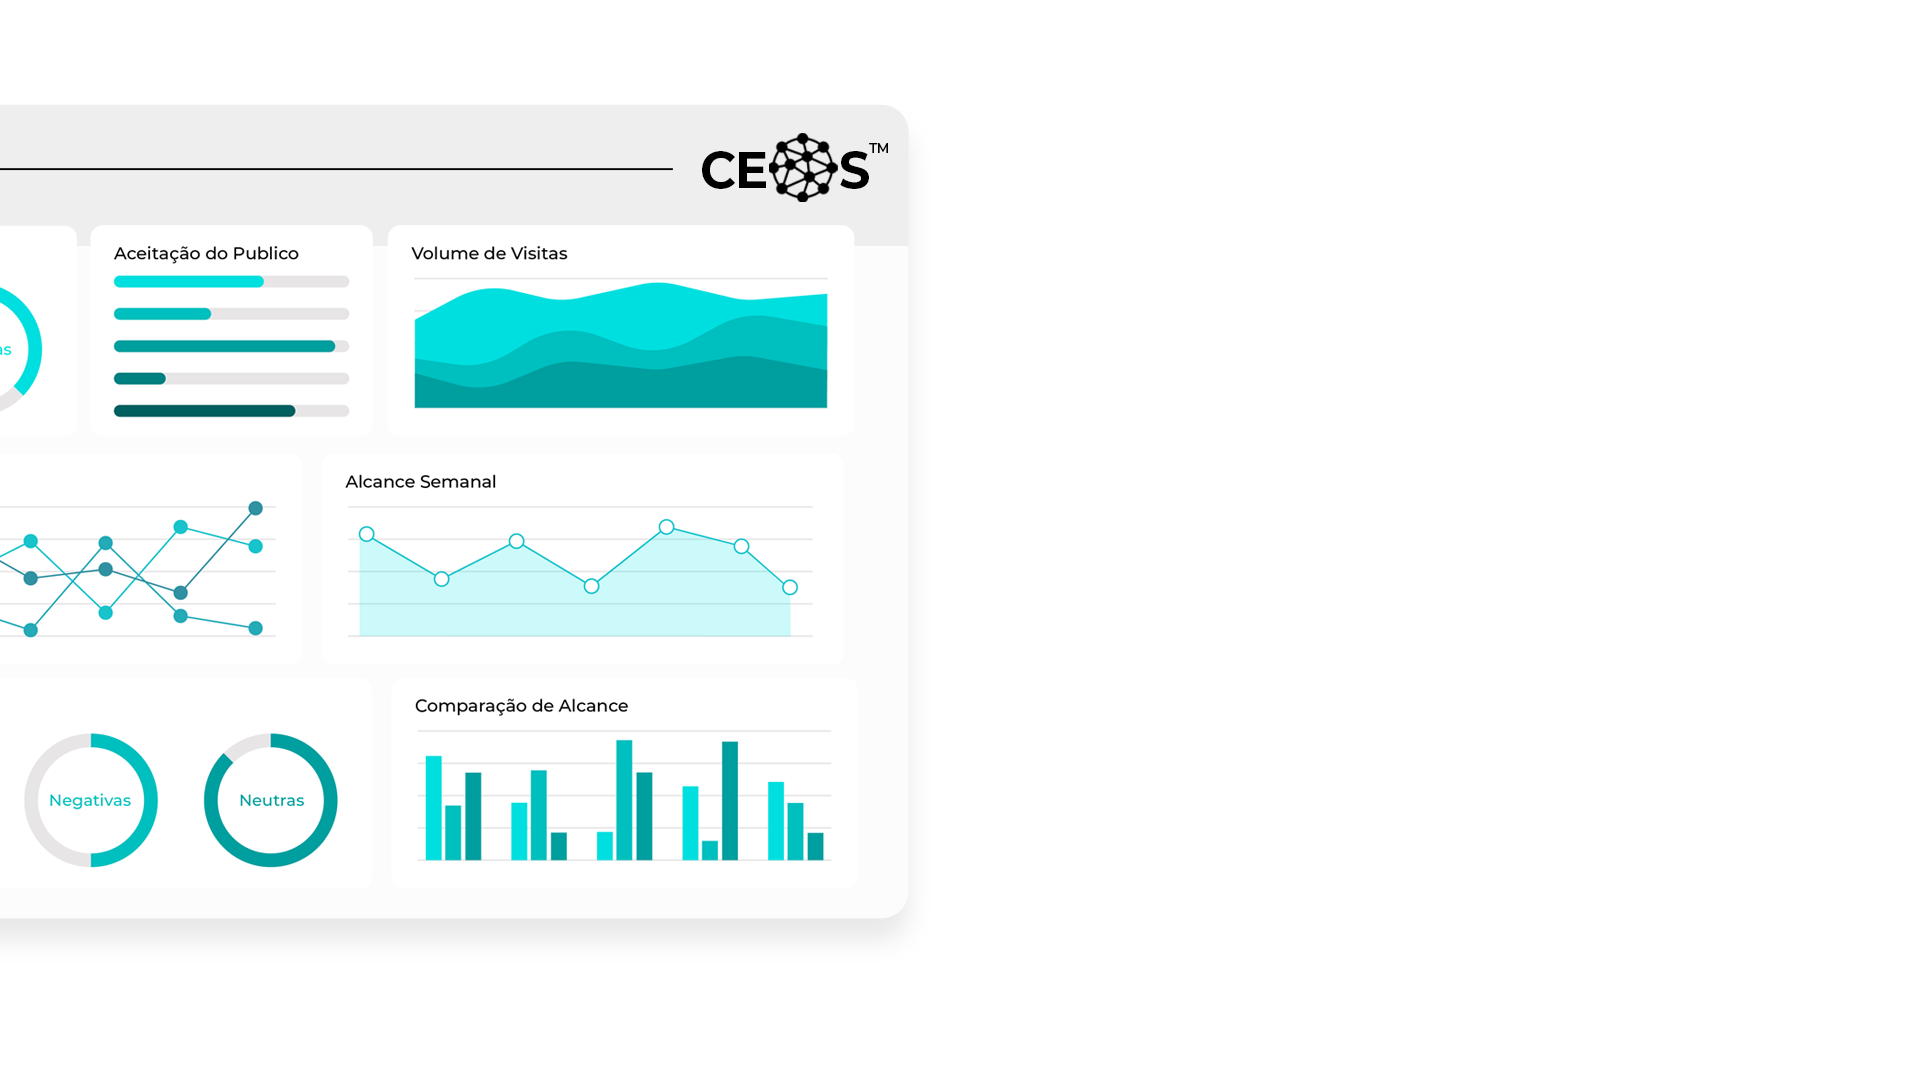 CEOS™
Aceitação do Publico
Volume de Visitas
as
Alcance Semanal
Comparação de Alcance
Negativas
Neutras